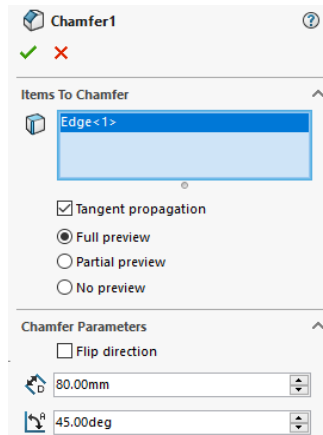 Chamfer1
Items To Chamfer
Edge<1>
Tangent propagation
Full preview
Partial preview
No preview
Chamfer Parameters
Flip direction
D 80.00mm
A 45.00deg